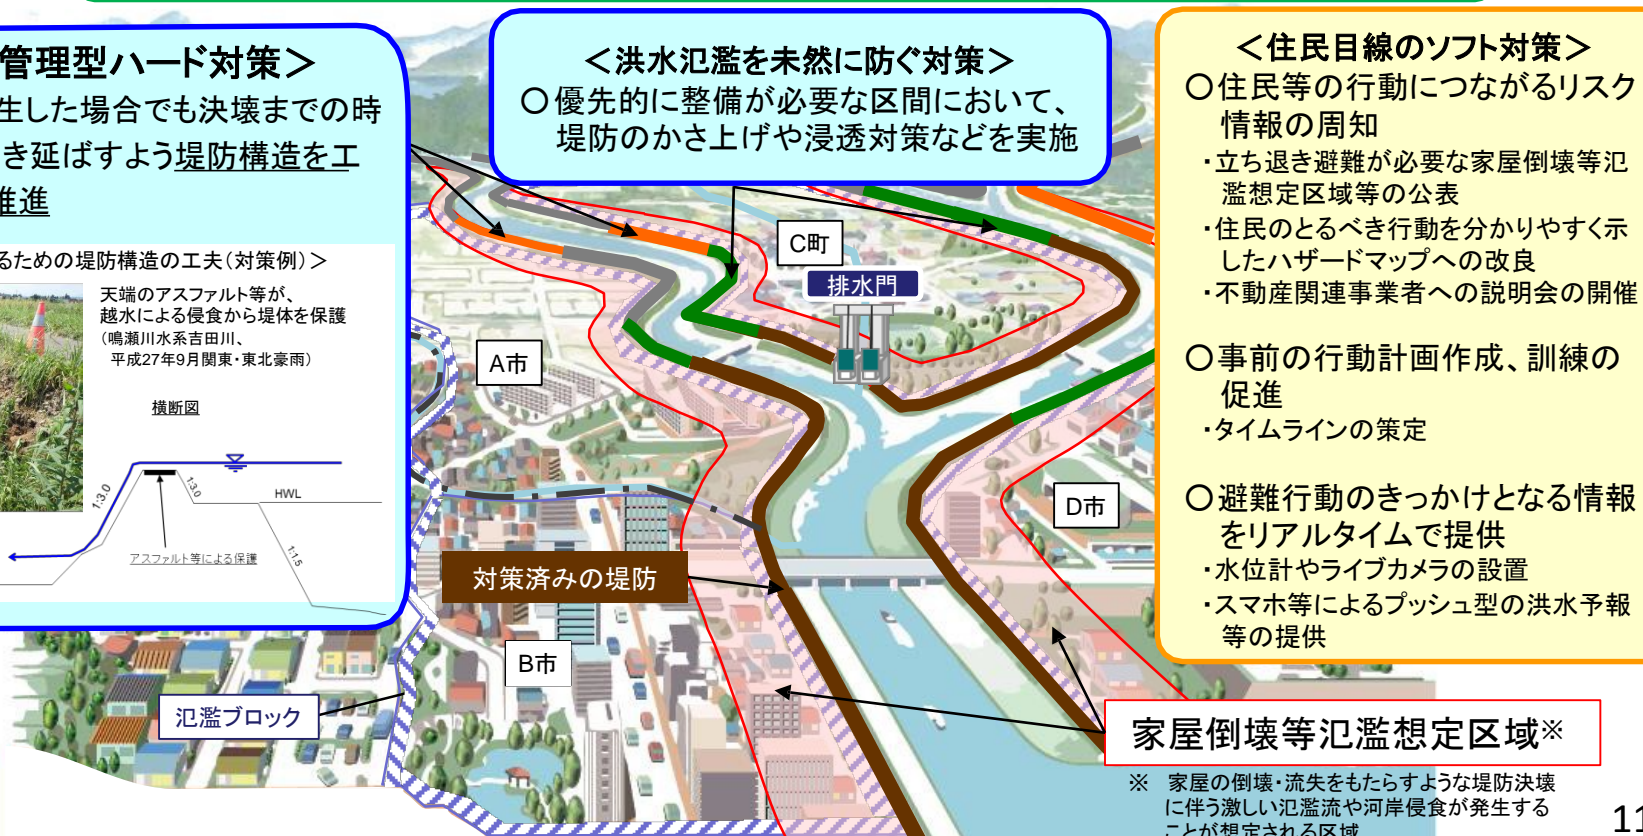 管理型ハード対策＞
生した場合でも決壊までの時
き延ばすよう堤防構造を工
推進
るための堤防構造の工夫（対策例）＞
天端のアスファルト等が、
越水による侵食から堤体を保護
（鳴瀬川水系吉田川、
平成27年9月関東・東北豪雨）
横断図
1:3.0
1:3.0
HWL
1:1.5
アスファルト等による保護
＜洪水氾濫を未然に防ぐ対策＞
〇優先的に整備が必要な区間において、
堤防のかさ上げや浸透対策などを実施
C町
排水門
A市
D市
対策済みの堤防
B市
氾濫ブロック
＜住民目線のソフト対策＞
〇住民等の行動につながるリスク
情報の周知
・立ち退き避難が必要な家屋倒壊等氾
濫想定区域等の公表
・住民のとるべき行動を分かりやすく示
したハザードマップへの改良
・不動産関連事業者への説明会の開催
〇事前の行動計画作成、訓練の
促進
・タイムラインの策定
〇避難行動のきっかけとなる情報
をリアルタイムで提供
・水位計やライブカメラの設置
・スマホ等によるプッシュ型の洪水予報
等の提供
家屋倒壊等氾濫想定区域※
※　家屋の倒壊・流失をもたらすような堤防決壊
に伴う激しい氾濫流や河岸侵食が発生する
ことが想定される区域
11